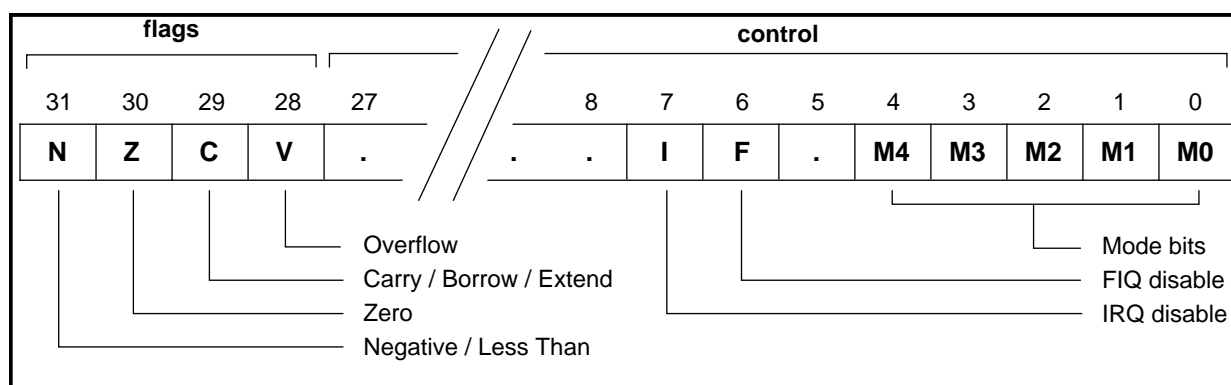 flags control
31 30 29 28 27 8 7 6 5 4 3 2 1 0
N Z C V . . . I F . M4 M3 M2 M1 M0
Overflow Mode bits
Carry / Borrow / Extend FIQ disable
Zero IRQ disable
Negative / Less Than